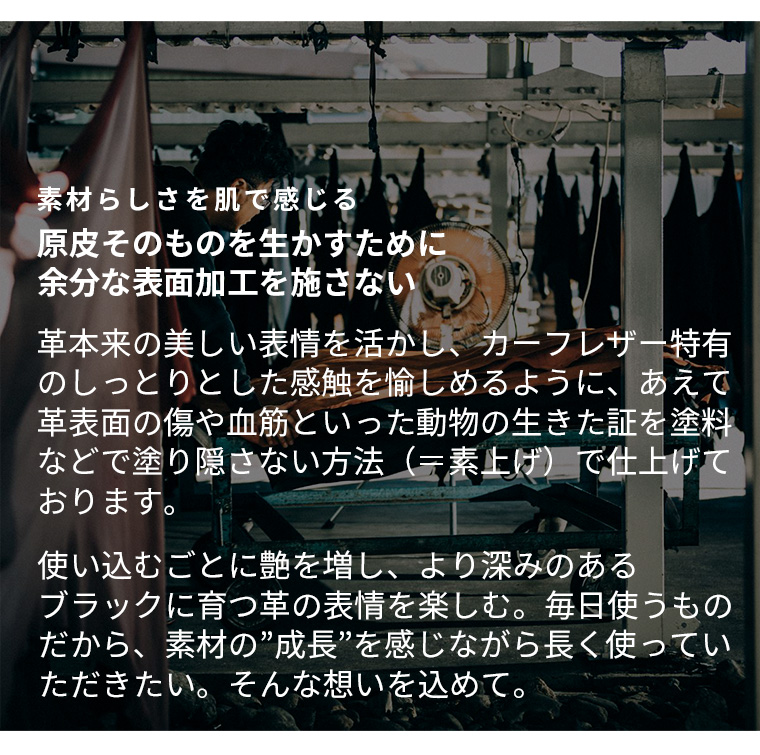 素材らしさを肌で感じる
原皮そのものを生かすために
余分な表面加工を施さない
革本来の美しい表情を活かし、カーフレザー特有
のしっとりとした感触を愉しめるように、あえて
革表面の傷や血筋といった動物の生きた証を塗料
などで塗り隠さない方法（＝素上げ）で仕上げて
おります。
使い込むごとに艶を増し、より深みのある
ブラックに育つ革の表情を楽しむ。毎日使うもの
だから、素材の”成長”を感じながら長く使ってい
ただきたい。そんな想いを込めて。